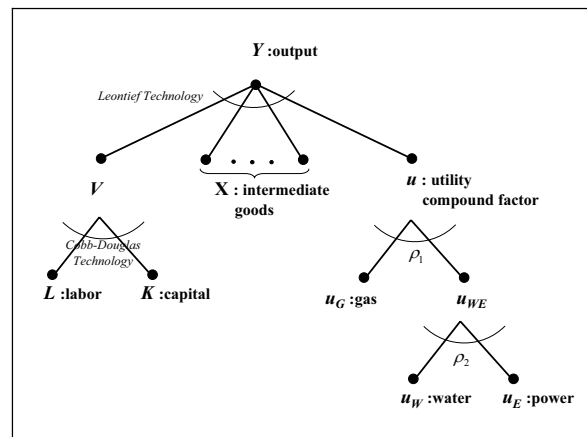 Y :output
Leontief Technology
V
X : intermediate
goods
u : utility
compound factor
Cobb-Douglas
Technology
ρ1
L :labor
K :capital
uG :gas
uWE
ρ2
uW :water
uE :power